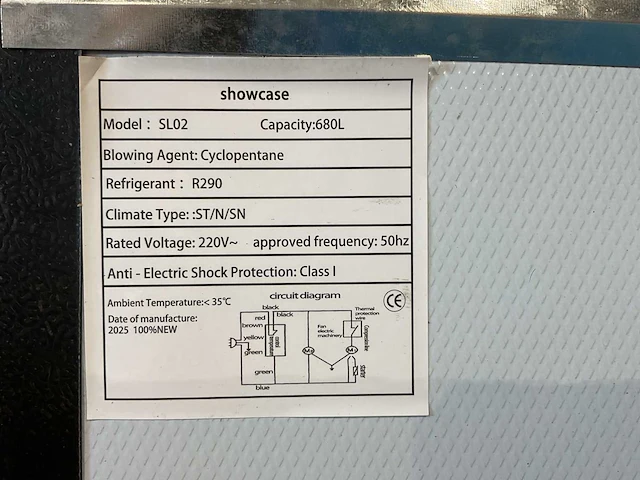 showcase
Model : SL02 Capacity:680L
Blowing Agent: Cyclopentane
Refrigerant : R290
Climate Type: :ST/N/SN
Rated Voltage: 220V~ approved frequency: 50hz
Anti - Electric Shock Protection: Class I
Ambient Temperature:< 35℃
Date of manufacture:
2025 100%NEW
circuit diagram
CE
black
black
red
brown
yellow
green
green
blue
Fan
electric
machinery
Thermal
protection
wire
M
M